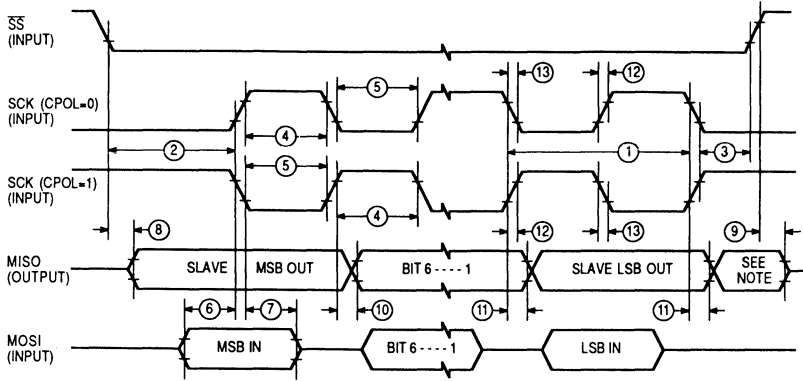 SS
(INPUT)
13
12
5
SCK (CPOL=0)
(INPUT)
4
2
5
1
3
SCK (CPOL=1)
(INPUT)
4
12
13
8
9
MISO
(OUTPUT)
SLAVE MSB OUT
BIT 6 - - - - 1
SLAVE LSB OUT
SEE
NOTE
6
7
10
11
11
MOSI
(INPUT)
MSB IN
BIT 6 - - - - 1
LSB IN